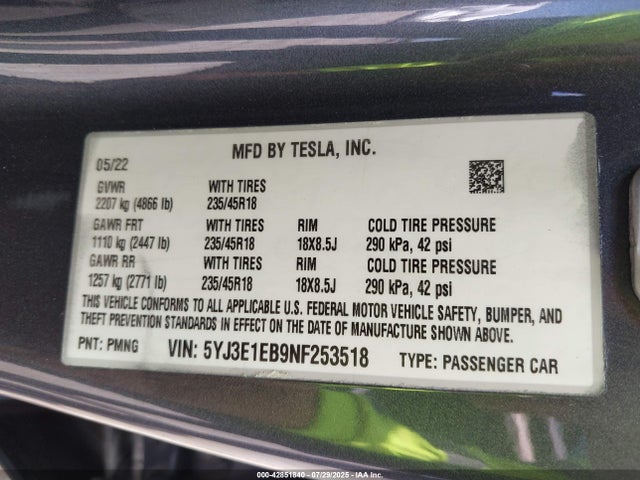 MFD BY TESLA, INC.
05/22
GVWR WITH TIRES
2207 kg (4866 lb) 235/45R18
GAWR FRT WITH TIRES RIM COLD TIRE PRESSURE
1110 kg (2447 lb) 235/45R18 18X8.5J 290 kPa, 42 psi
GAWR RR WITH TIRES RIM COLD TIRE PRESSURE
1257 kg (2771 lb) 235/45R18 18X8.5J 290 kPa, 42 psi
THIS VEHICLE CONFORMS TO ALL APPLICABLE U.S. FEDERAL MOTOR VEHICLE SAFETY, BUMPER, AND
THEFT PREVENTION STANDARDS IN EFFECT ON THE DATE OF MANUFACTURE SHOWN ABOVE.
PNT: PMNG VIN: 5YJ3E1EB9NF253518 TYPE: PASSENGER CAR
000-42851840 - 07/29/2025 - IAA Inc.